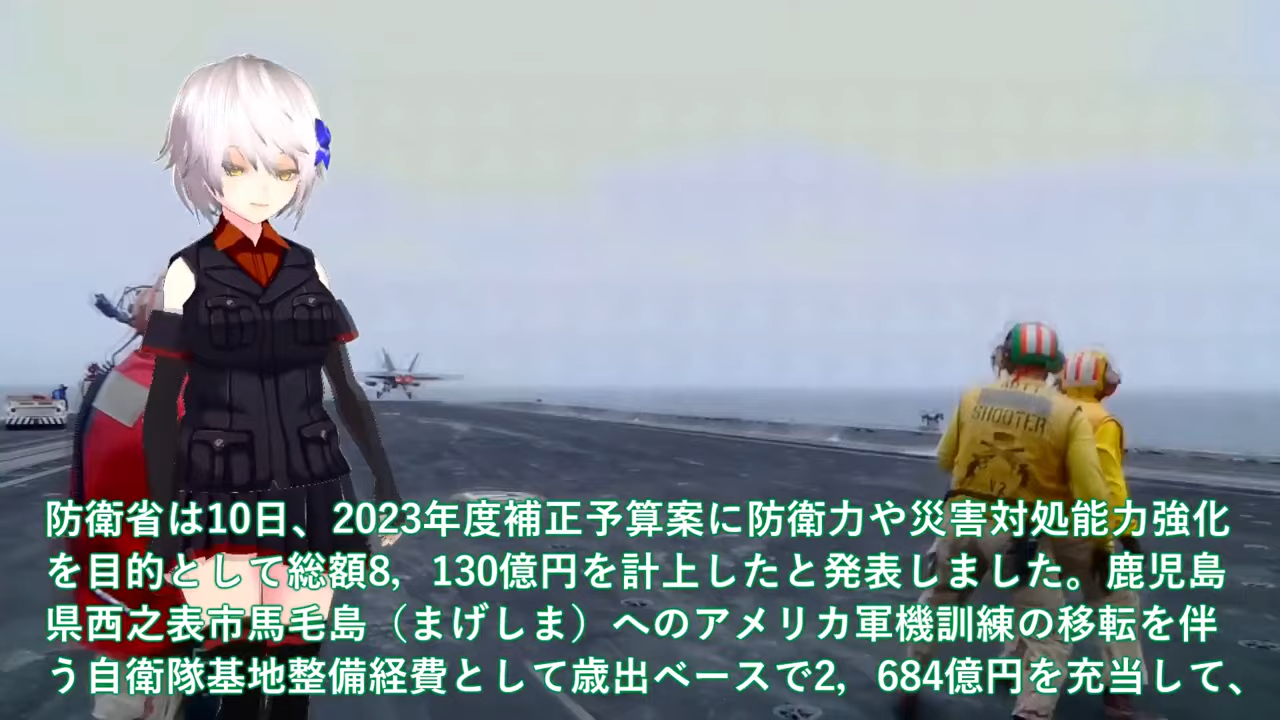 SHOOTER
V2
防衛省は10日、2023年度補正予算案に防衛力や災害対処能力強化
を目的として総額8，130億円を計上したと発表しました。鹿児島
県西之表市馬毛島（まげしま）へのアメリカ軍機訓練の移転を伴
う自衛隊基地整備経費として歳出ベースで2，684億円を充当して、